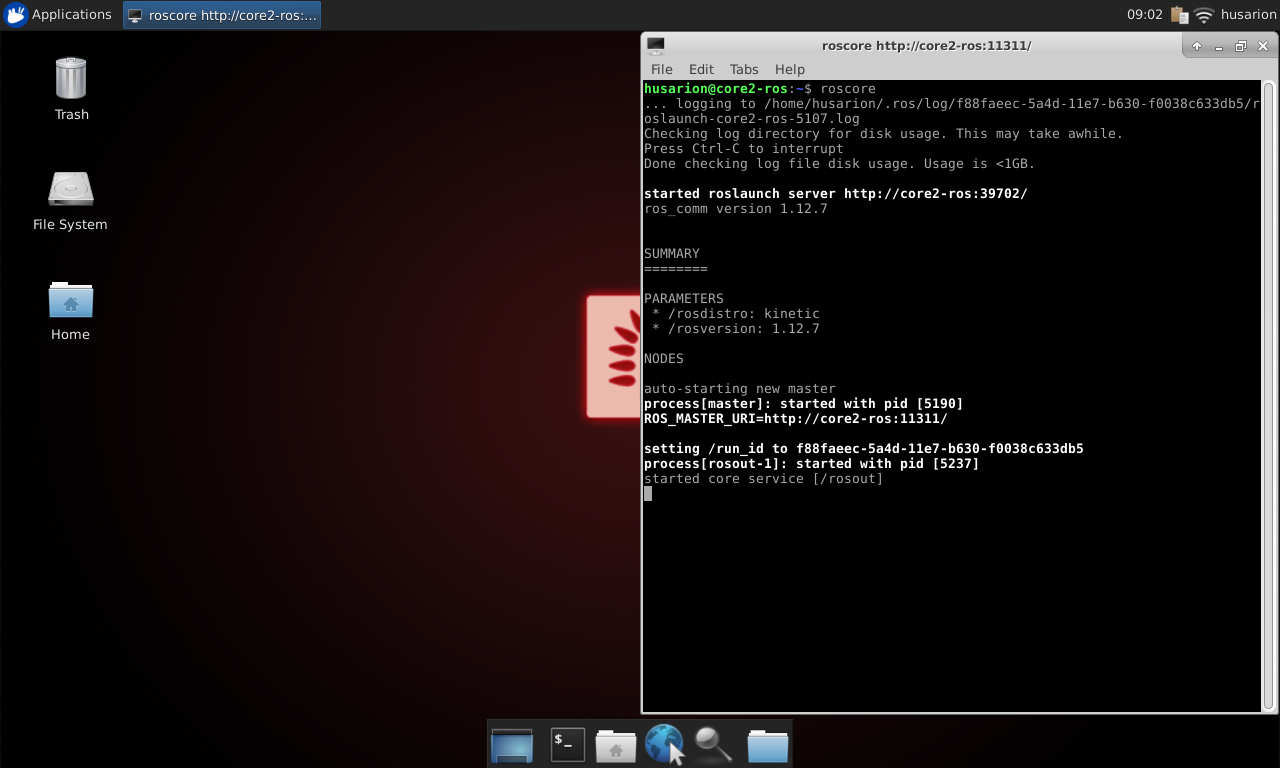 Applications
roscore http://core2-ros:...
09:02
husarion
Trash
File System
Home
roscore http://core2-ros:11311/
File Edit Tabs Help
husarion@core2-ros:~$ roscore
... logging to /home/husarion/.ros/log/f88faeec-5a4d-11e7-b630-f0038c633db5/r
oslaunch-core2-ros-5107.log
Checking log directory for disk usage. This may take awhile.
Press Ctrl-C to interrupt
Done checking log file disk usage. Usage is <1GB.
started roslaunch server http://core2-ros:39702/
ros_comm version 1.12.7
SUMMARY
========
PARAMETERS
* /rosdistro: kinetic
* /rosversion: 1.12.7
NODES
auto-starting new master
process[master]: started with pid [5190]
ROS_MASTER_URI=http://core2-ros:11311/
setting /run_id to f88faeec-5a4d-11e7-b630-f0038c633db5
process[rosout-1]: started with pid [5237]
started core service [/rosout]
$_